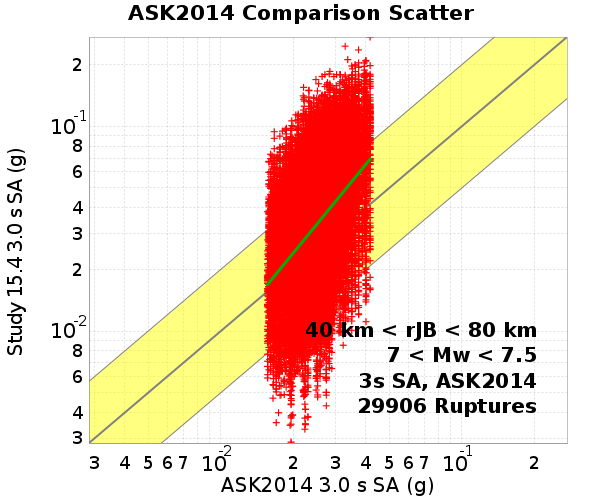 ASK2014 Comparison Scatter
Study 15.4 3.0 s SA (g)
2
10-1
8
6
4
3
2
10-2
8
6
4
3
40 km < rJB < 80 km
7 < Mw < 7.5
3s SA, ASK2014
29906 Ruptures
3 4 5 6 7 10-2 2 3 4 5 6 7 10-1 2
ASK2014 3.0 s SA (g)